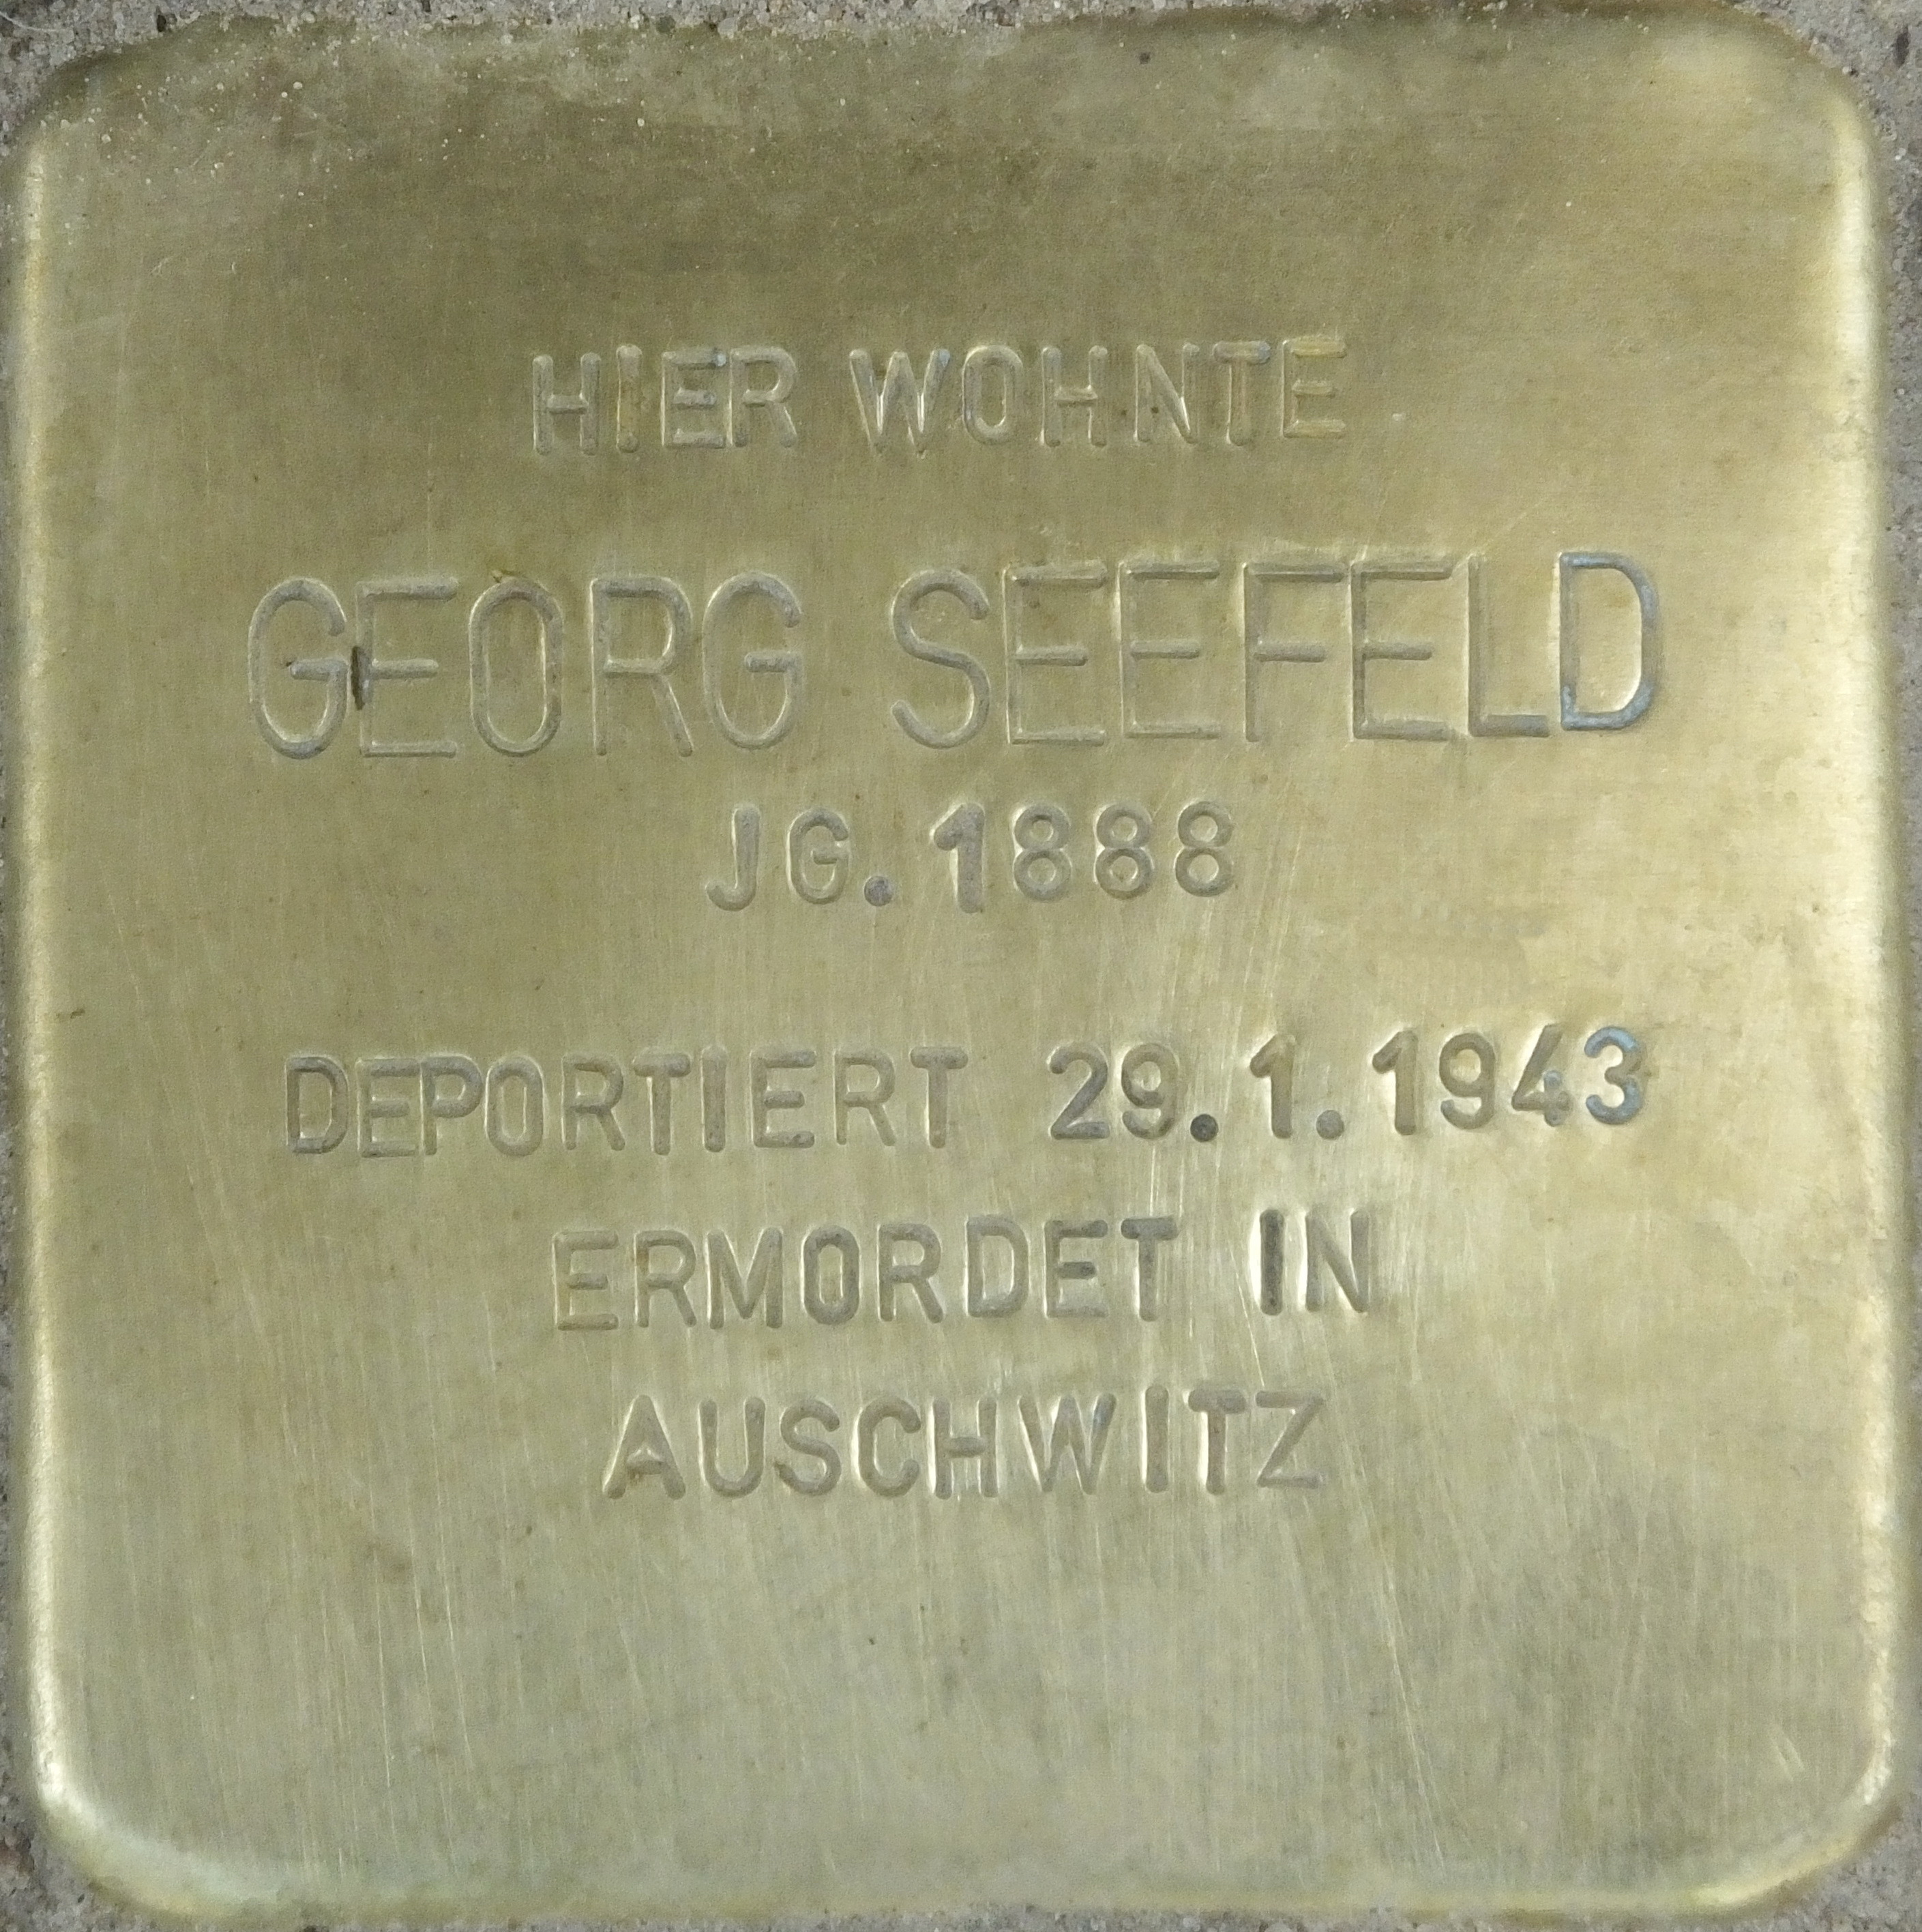 HIER WOHNTE
GEORG SEEFELD
JG. 1888
DEPORTIERT 29.1.1943
ERMORDET IN
AUSCHWITZ